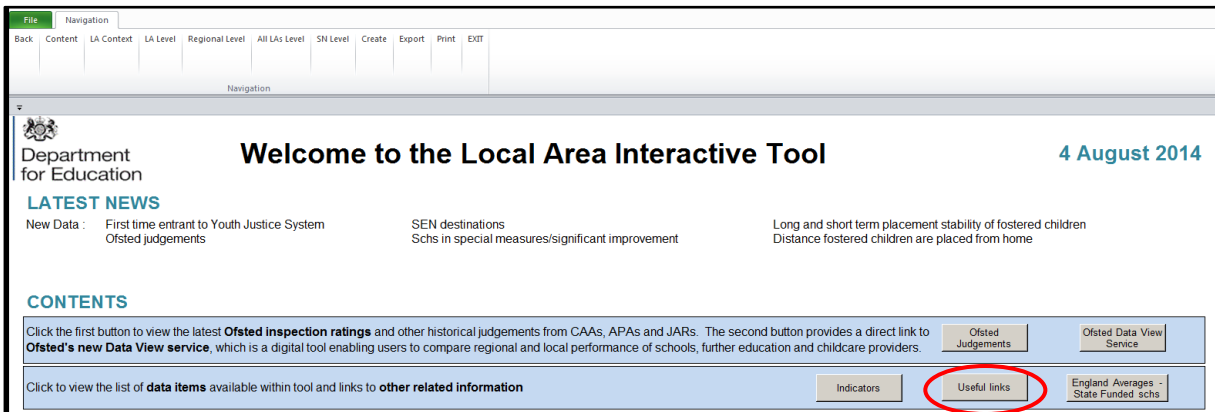 File Navigation
Back Content LA Context LA Level Regional Level All LAs Level SN Level Create Export Print EXIT
Navigation
Department for Education
Welcome to the Local Area Interactive Tool
4 August 2014
LATEST NEWS
New Data : First time entrant to Youth Justice System SEN destinations Long and short term placement stability of fostered children
Ofsted judgements Schs in special measures/significant improvement Distance fostered children are placed from home
CONTENTS
Click the first button to view the latest Ofsted inspection ratings and other historical judgements from CAAs, APAs and JARs. The second button provides a direct link to
Ofsted's new Data View service, which is a digital tool enabling users to compare regional and local performance of schools, further education and childcare providers.
Ofsted Judgements
Ofsted Data View Service
Click to view the list of data items available within tool and links to other related information
Indicators
Useful links
England Averages - State Funded schs